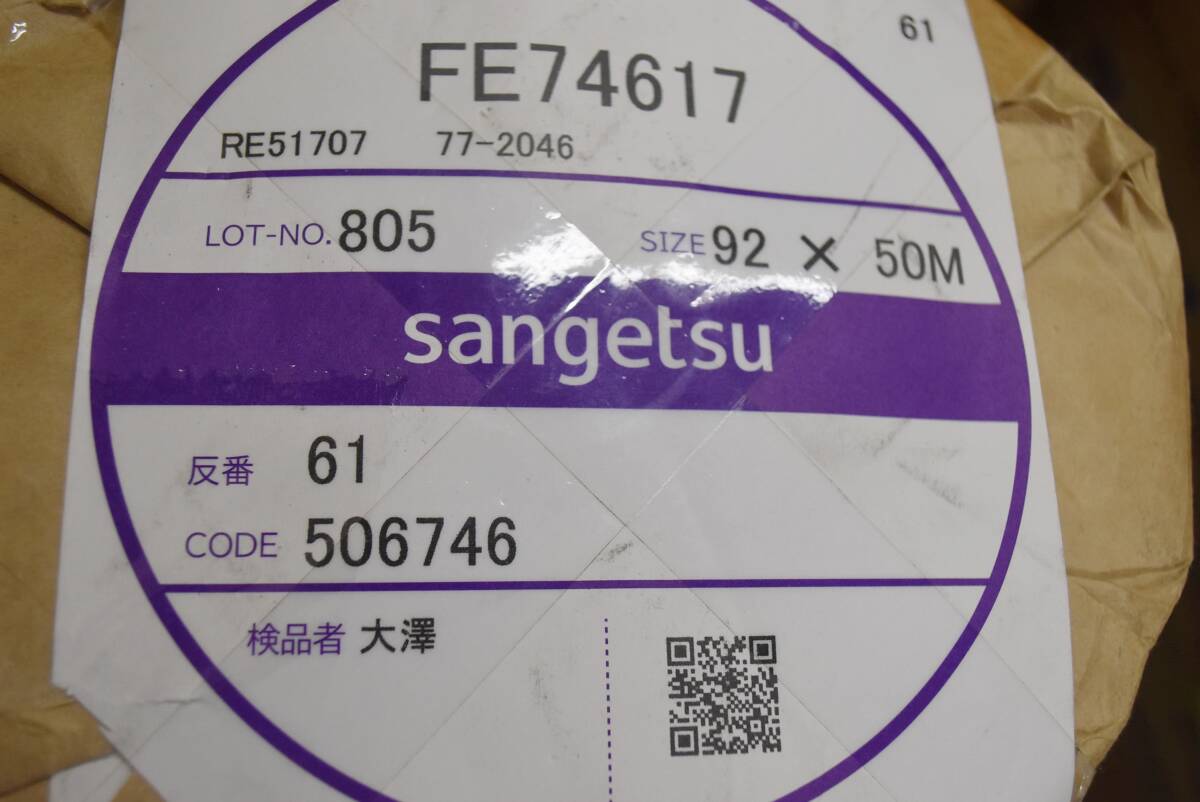 61
FE74617
RE51707 77-2046
LOT-NO. 805 SIZE 92 × 50M
sangetsu
反番 61
CODE 506746
検品者 大澤